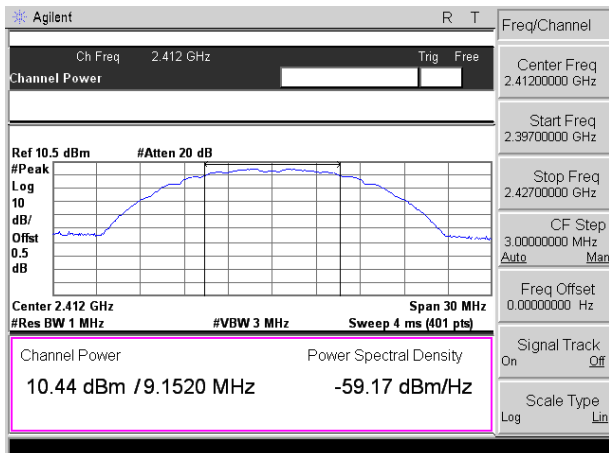 Agilent R T
Ch Freq 2.412 GHz Trig Free
Channel Power
Ref 10.5 dBm #Atten 20 dB
#Peak
Log
10
dB/
Offst
0.5
dB
Center 2.412 GHz Span 30 MHz
#Res BW 1 MHz #VBW 3 MHz Sweep 4 ms (401 pts)
Channel Power Power Spectral Density
10.44 dBm / 9.1520 MHz -59.17 dBm/Hz
Freq/Channel
Center Freq
2.41200000 GHz
Start Freq
2.39700000 GHz
Stop Freq
2.42700000 GHz
CF Step
3.00000000 MHz
Auto Man
Freq Offset
0.00000000 Hz
Signal Track
On Off
Scale Type
Log Lin